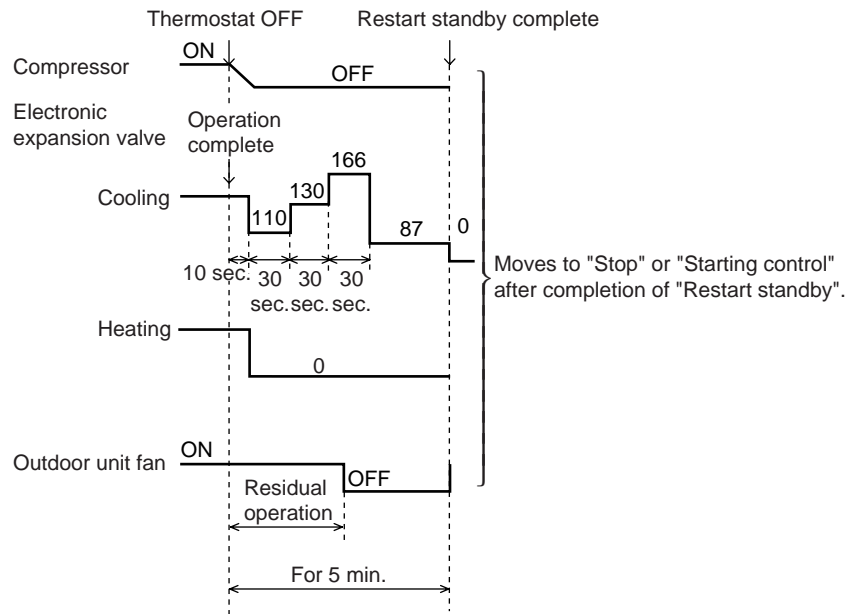 Thermostat OFF
Restart standby complete
ON
Compressor
OFF
Electronic
expansion valve
Operation
complete
166
130
Cooling
110
87
0
10 sec.
30
sec.
30
sec.
30
sec.
Moves to "Stop" or "Starting control"
after completion of "Restart standby".
Heating
0
ON
Outdoor unit fan
OFF
Residual
operation
For 5 min.